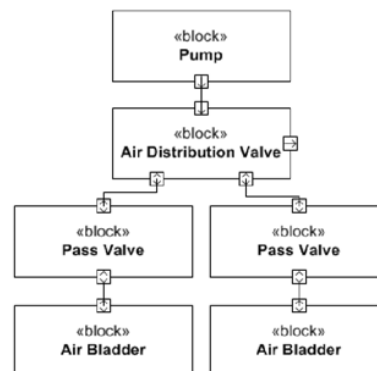 «block»
Pump
«block»
Air Distribution Valve
«block»
Pass Valve
«block»
Pass Valve
«block»
Air Bladder
«block»
Air Bladder